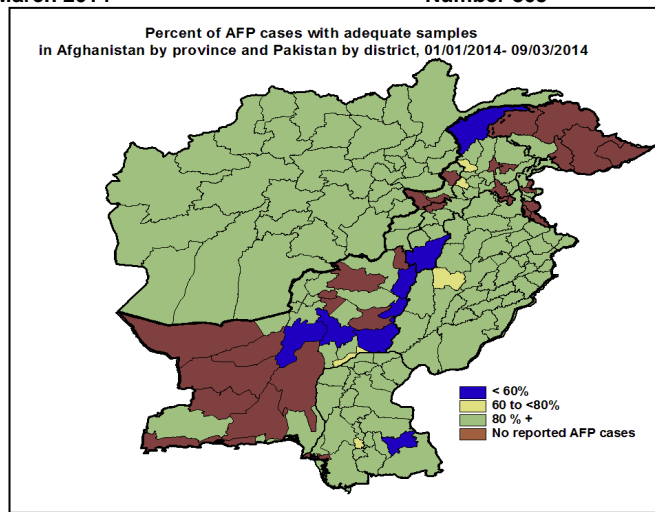 Percent of AFP cases with adequate samples
in Afghanistan by province and Pakistan by district, 01/01/2014- 09/03/2014
< 60%
60 to <80%
80 % +
No reported AFP cases